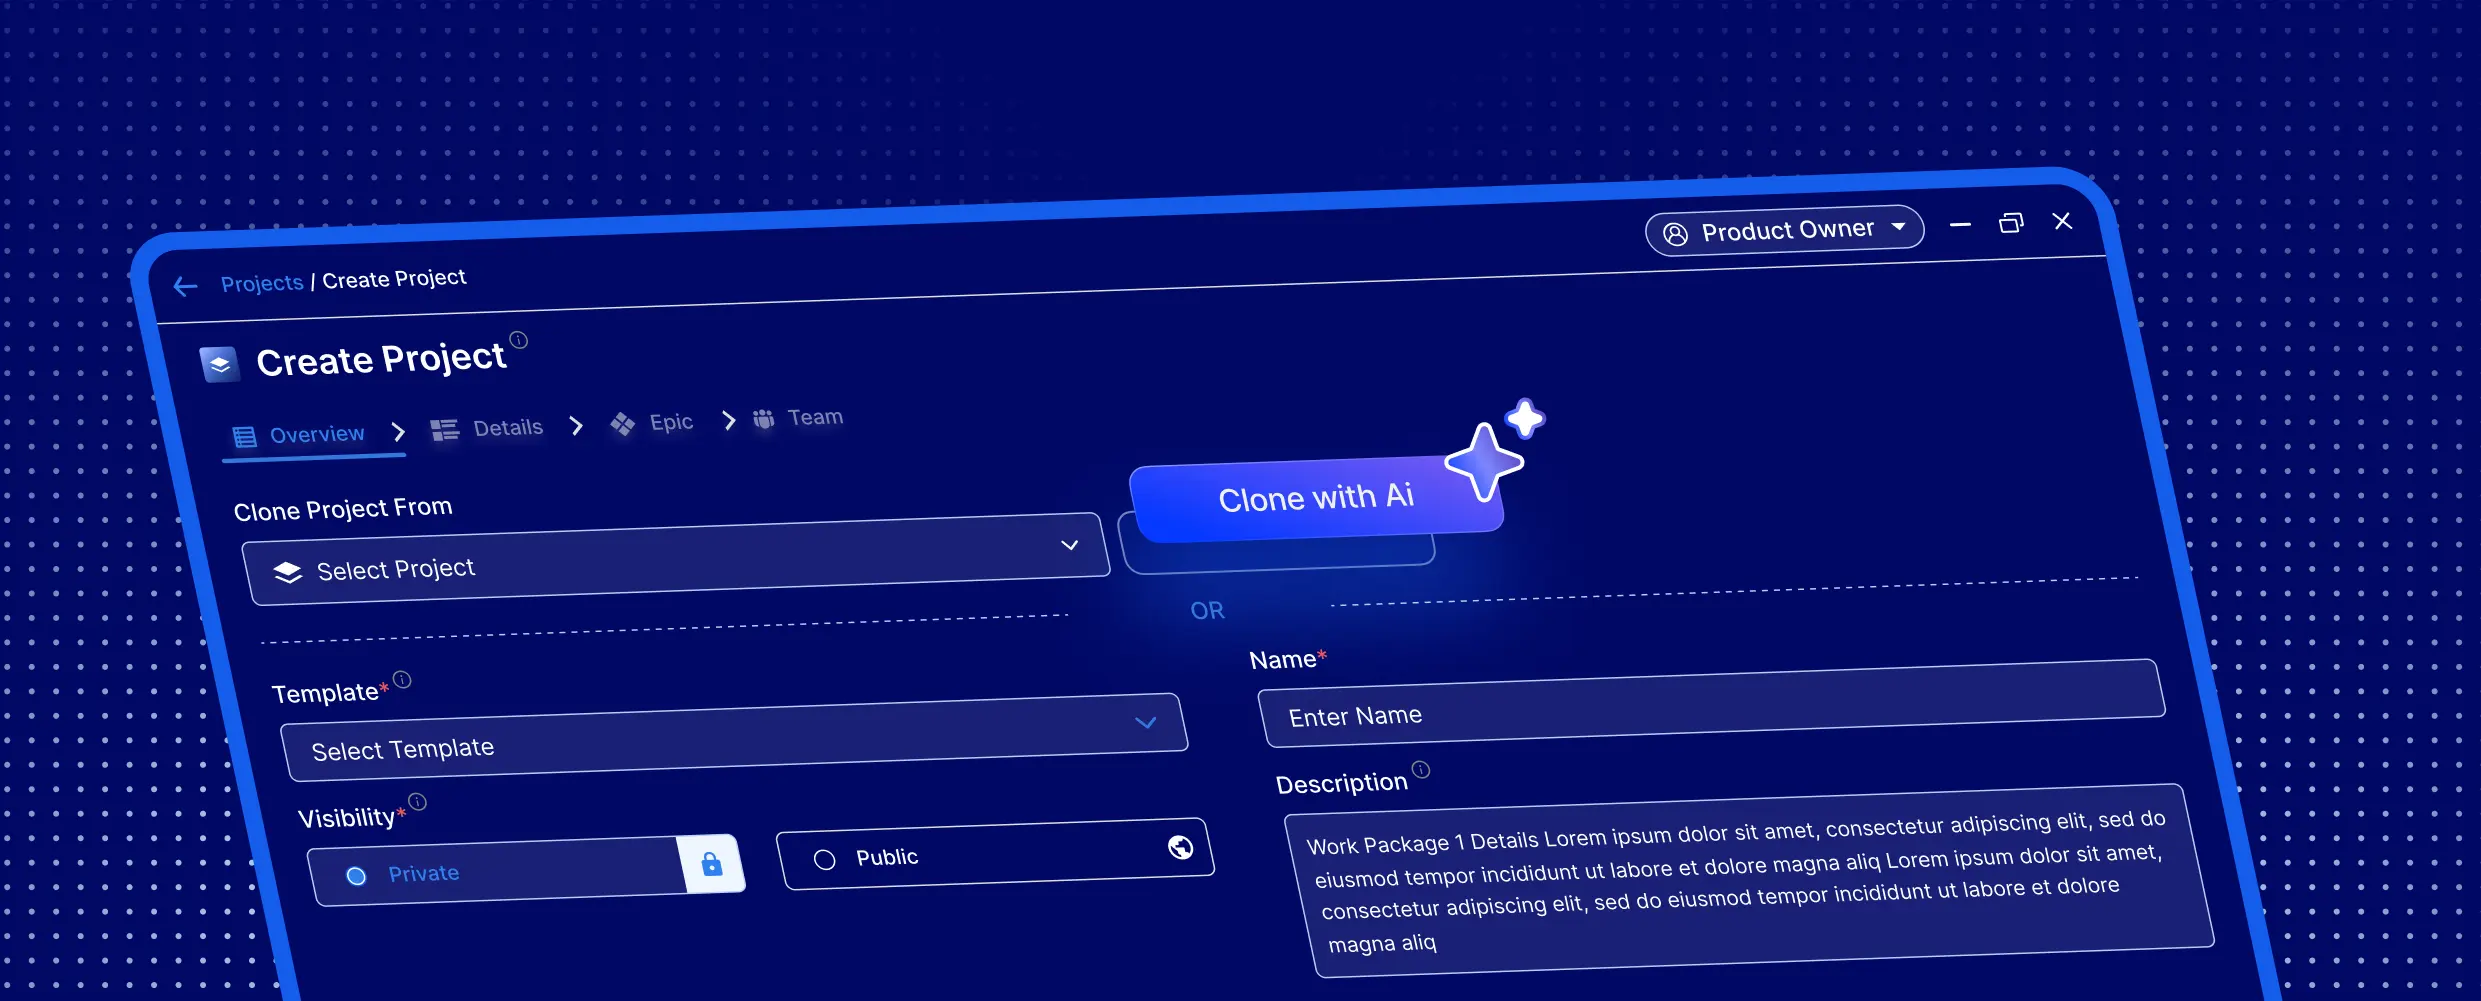 Product Owner
Projects / Create Project
Create Project
Overview
Details
Epic
Team
Clone Project From
Select Project
Clone with Ai
OR
Template*
Select Template
Visibility*
Private
Public
Name*
Enter Name
Description
Work Package 1 Details Lorem ipsum dolor sit amet, consectetur adipiscing elit, sed do
eiusmod tempor incididunt ut labore et dolore magna aliq Lorem ipsum dolor sit amet,
consectetur adipiscing elit, sed do eiusmod tempor incididunt ut labore et dolore
magna aliq